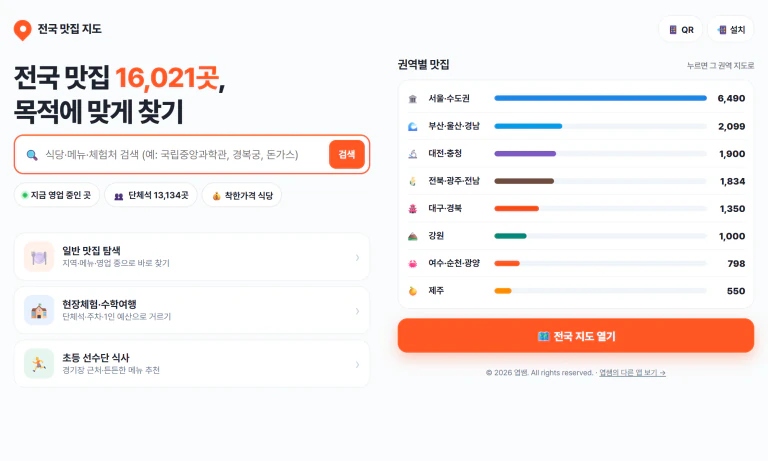 전국 맛집 지도
QR
설치
전국 맛집 16,021곳,
목적에 맞게 찾기
식당·메뉴·체험처 검색 (예: 국립중앙과학관, 경복궁, 돈가스)
검색
지금 영업 중인 곳
단체석 13,134곳
착한가격 식당
일반 맛집 탐색
지역·메뉴·영업 중으로 바로 찾기
현장체험·수학여행
단체석·주차·1인 예산으로 거르기
초등 선수단 식사
경기장 근처·든든한 메뉴 추천
권역별 맛집
누르면 그 권역 지도로
서울·수도권 6,490
부산·울산·경남 2,099
대전·충청 1,900
전북·광주·전남 1,834
대구·경북 1,350
강원 1,000
여수·순천·광양 798
제주 550
전국 지도 열기
© 2026 앱쌤. All rights reserved. · 앱쌤의 다른 앱 보기 →